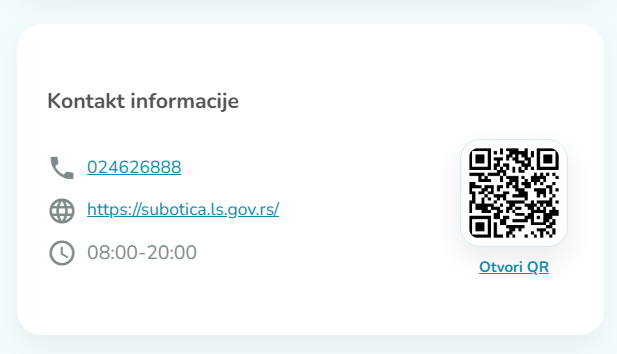 Kontakt informacije
024626888
https://subotica.ls.gov.rs/
08:00-20:00
Otvori QR